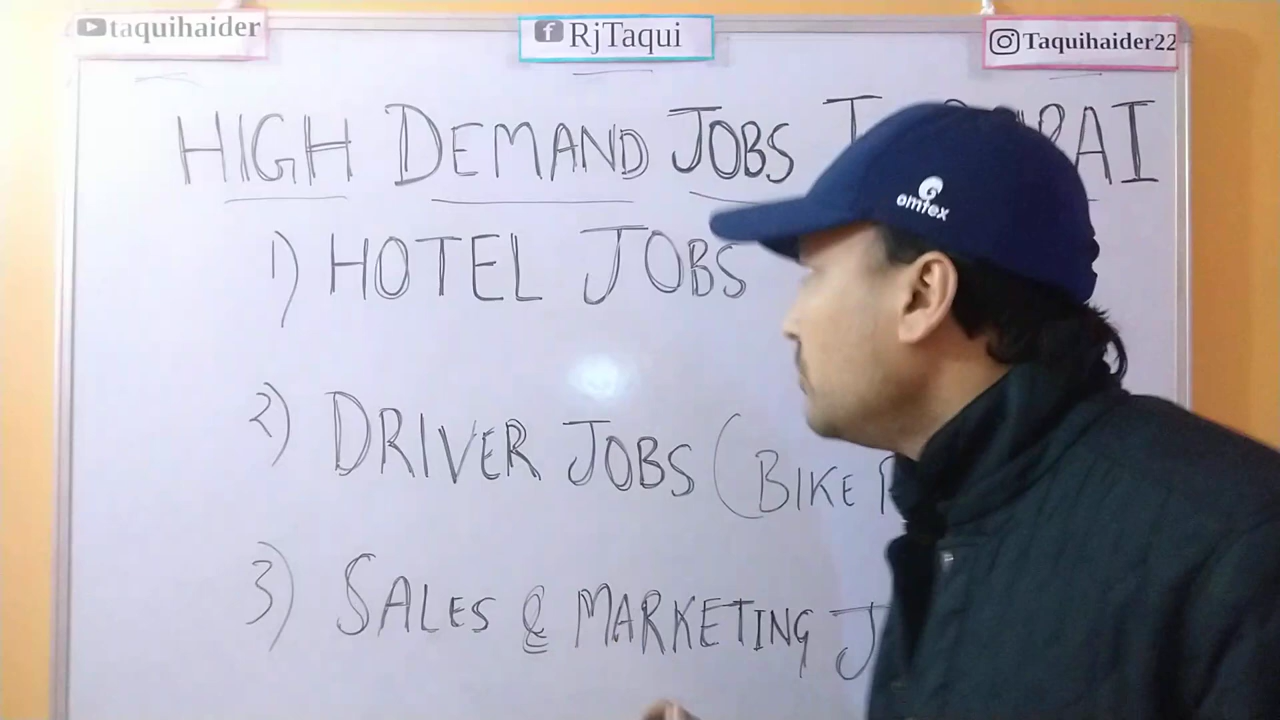 taquihaider
RjTaqui
Taquihaider22
HIGH DEMAND JOBS
1) HOTEL JOBS
2) DRIVER JOBS (BIKE
3) SALES & MARKETING
omtex